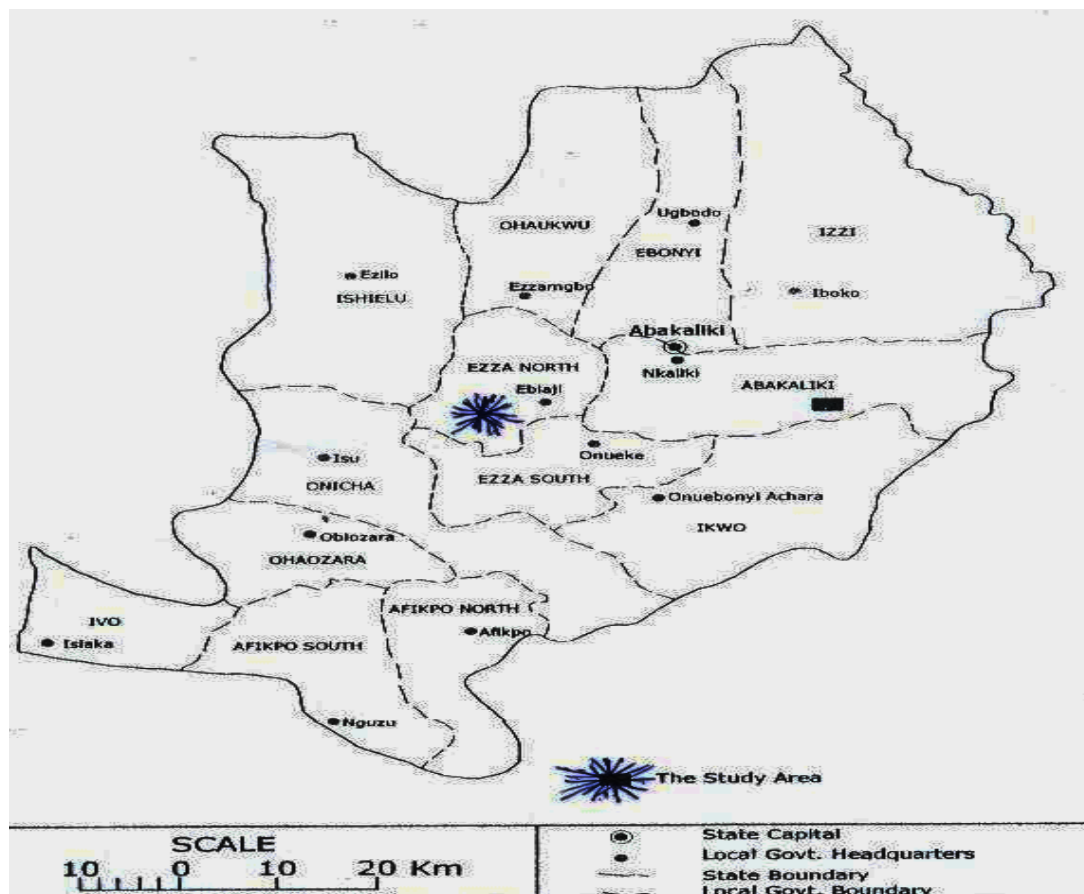 OHAUKWU
Ugbodo
IZZI
EBONYI
Ezilo
ISHIELU
Ezzamgbo
Iboko
Abakaliki
EZZA NORTH
Nkaliki
ABAKALIKI
Ebiaji
Onueke
Isu
EZZA SOUTH
ONICHA
Onuebonyi Achara
IKWO
Obiozara
OHAOZARA
AFIKPO NORTH
IVO
Afikpo
Isiaka
AFIKPO SOUTH
Nguzu
The Study Area
SCALE
10 0 10 20 Km
State Capital
Local Govt. Headquarters
State Boundary
Local Govt. Boundary